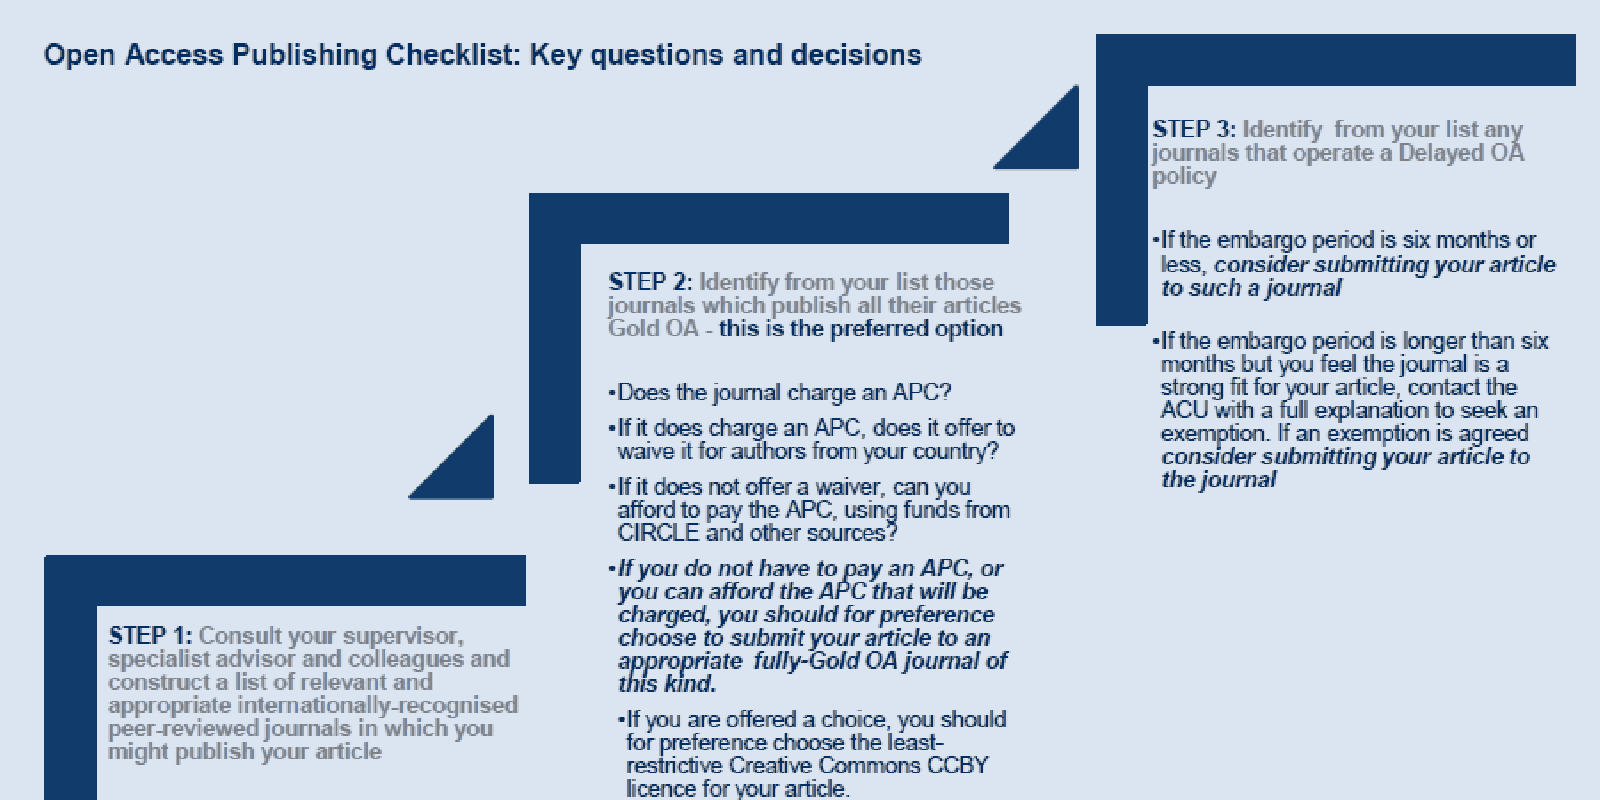 Open Access Publishing Checklist: Key questions and decisions
STEP 1: Consult your supervisor,
specialist advisor and colleagues and
construct a list of relevant and
appropriate internationally-recognised
peer-reviewed journals in which you
might publish your article
STEP 2: Identify from your list those
journals which publish all their articles
Gold OA - this is the preferred option
•Does the journal charge an APC?
•If it does charge an APC, does it offer to
waive it for authors from your country?
•If it does not offer a waiver, can you
afford to pay the APC, using funds from
CIRCLE and other sources?
•If you do not have to pay an APC, or
you can afford the APC that will be
charged, you should for preference
choose to submit your article to an
appropriate fully-Gold OA journal of
this kind.
•If you are offered a choice, you should
for preference choose the least-
restrictive Creative Commons CCBY
licence for your article.
STEP 3: Identify from your list any
journals that operate a Delayed OA
policy
•If the embargo period is six months or
less, consider submitting your article
to such a journal
•If the embargo period is longer than six
months but you feel the journal is a
strong fit for your article, contact the
ACU with a full explanation to seek an
exemption. If an exemption is agreed
consider submitting your article to
the journal